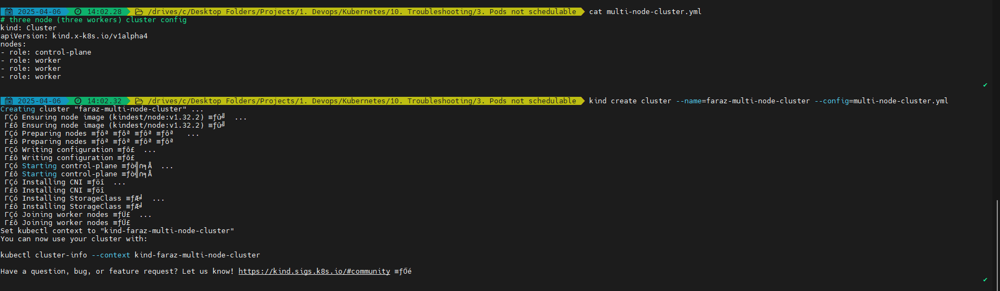 2025-04-06 14:02.28 /drives/c/Desktop Folders/Projects/1. Devops/Kubernetes/10. Troubleshooting/3. Pods not schedulable cat multi-node-cluster.yml
# three node (three workers) cluster config
kind: Cluster
apiVersion: kind.x-k8s.io/v1alpha4
nodes:
- role: control-plane
- role: worker
- role: worker
- role: worker
✔
2025-04-06 14:02.32 /drives/c/Desktop Folders/Projects/1. Devops/Kubernetes/10. Troubleshooting/3. Pods not schedulable kind create cluster --name=faraz-multi-node-cluster --config=multi-node-cluster.yml
Creating cluster "faraz-multi-node-cluster" ...
ΓÇó Ensuring node image (kindest/node:v1.32.2) ≡ƒû╝ ...
Γ£ô Ensuring node image (kindest/node:v1.32.2) ≡ƒû╝
ΓÇó Preparing nodes ≡ƒôª ≡ƒôª ≡ƒôª ≡ƒôª ...
Γ£ô Preparing nodes ≡ƒôª ≡ƒôª ≡ƒôª ≡ƒôª
ΓÇó Writing configuration ≡ƒô£ ...
Γ£ô Writing configuration ≡ƒô£
ΓÇó Starting control-plane ≡ƒò╣∩╕Å ...
Γ£ô Starting control-plane ≡ƒò╣∩╕Å
ΓÇó Installing CNI ≡ƒöî ...
Γ£ô Installing CNI ≡ƒöî
ΓÇó Installing StorageClass ≡ƒÆ╛ ...
Γ£ô Installing StorageClass ≡ƒÆ╛
ΓÇó Joining worker nodes ≡ƒÜ£ ...
Γ£ô Joining worker nodes ≡ƒÜ£
Set kubectl context to "kind-faraz-multi-node-cluster"
You can now use your cluster with:
kubectl cluster-info --context kind-faraz-multi-node-cluster
Have a question, bug, or feature request? Let us know! https://kind.sigs.k8s.io/#community ≡ƒÖé
✔